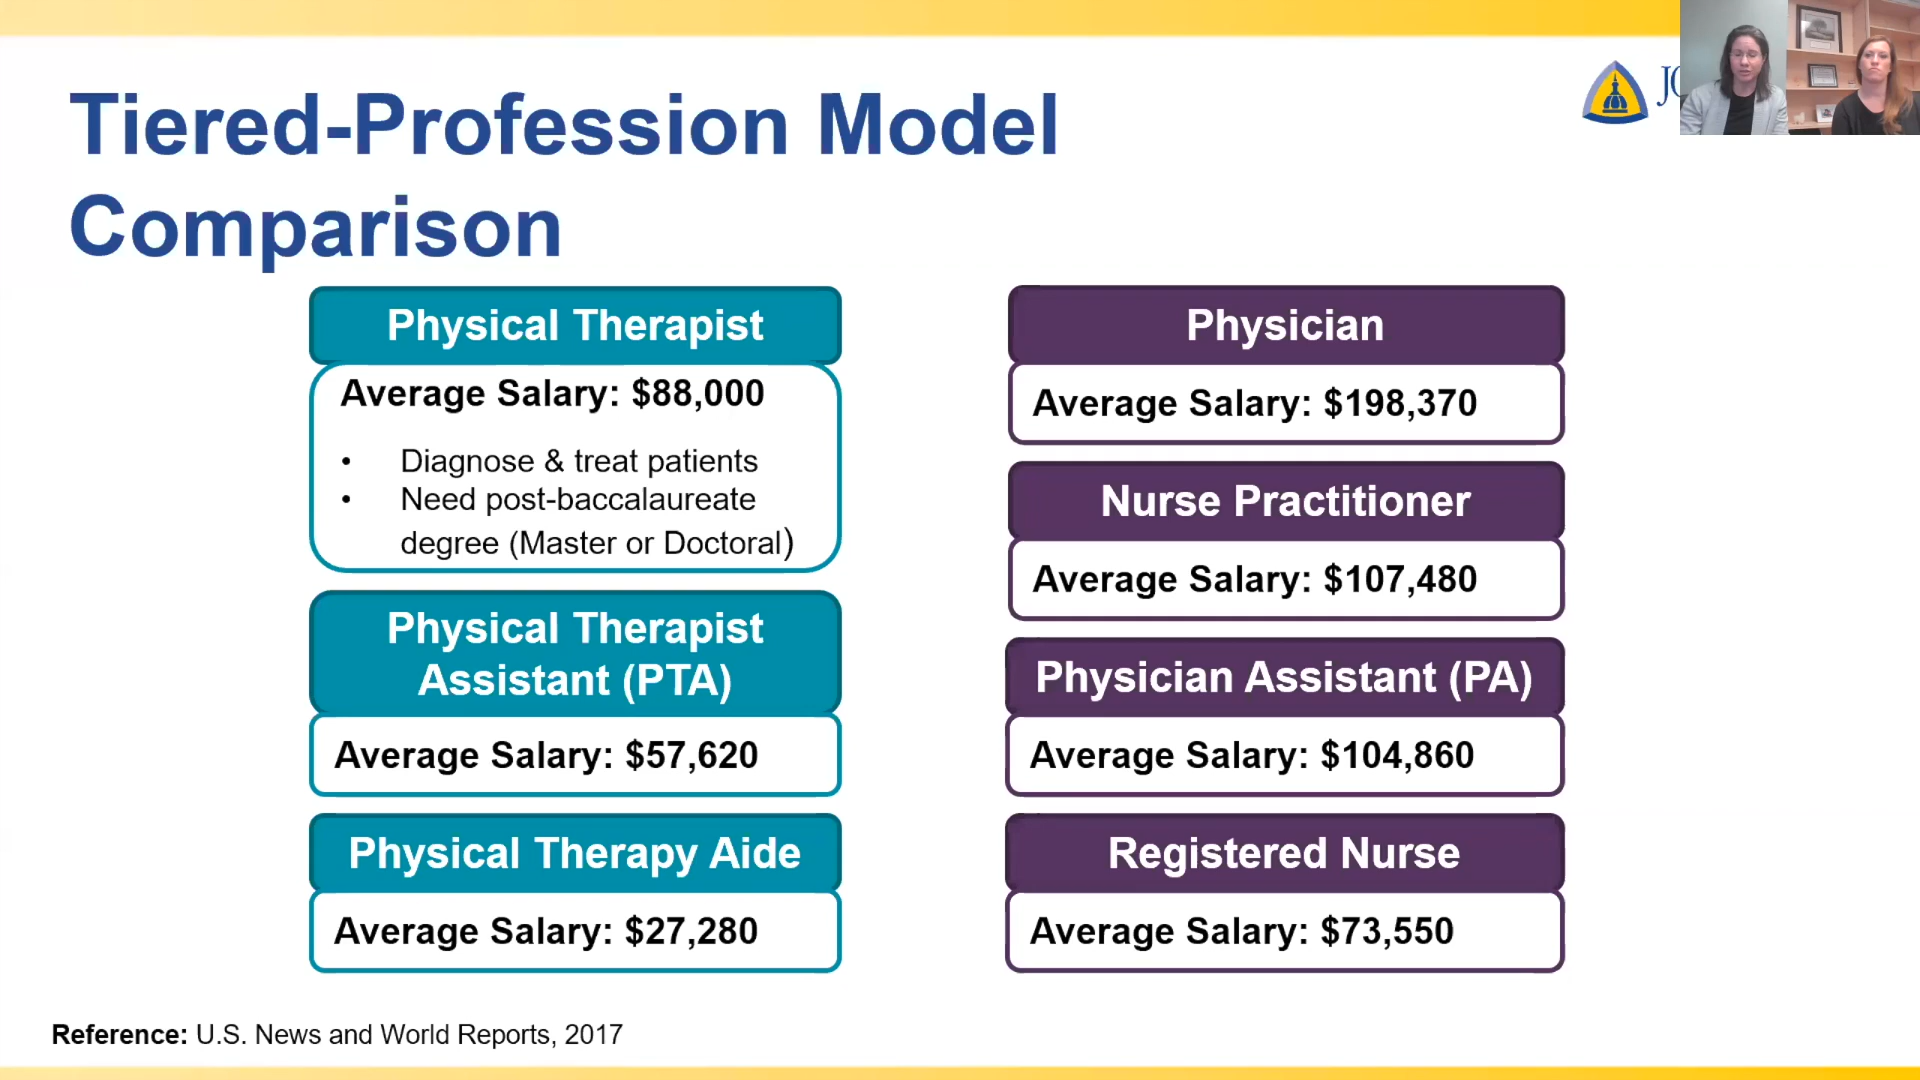 Tiered-Profession Model
Comparison
Physical Therapist
Average Salary: $88,000
• Diagnose & treat patients
• Need post-baccalaureate
degree (Master or Doctoral)
Physical Therapist
Assistant (PTA)
Average Salary: $57,620
Physical Therapy Aide
Average Salary: $27,280
Physician
Average Salary: $198,370
Nurse Practitioner
Average Salary: $107,480
Physician Assistant (PA)
Average Salary: $104,860
Registered Nurse
Average Salary: $73,550
Reference: U.S. News and World Reports, 2017